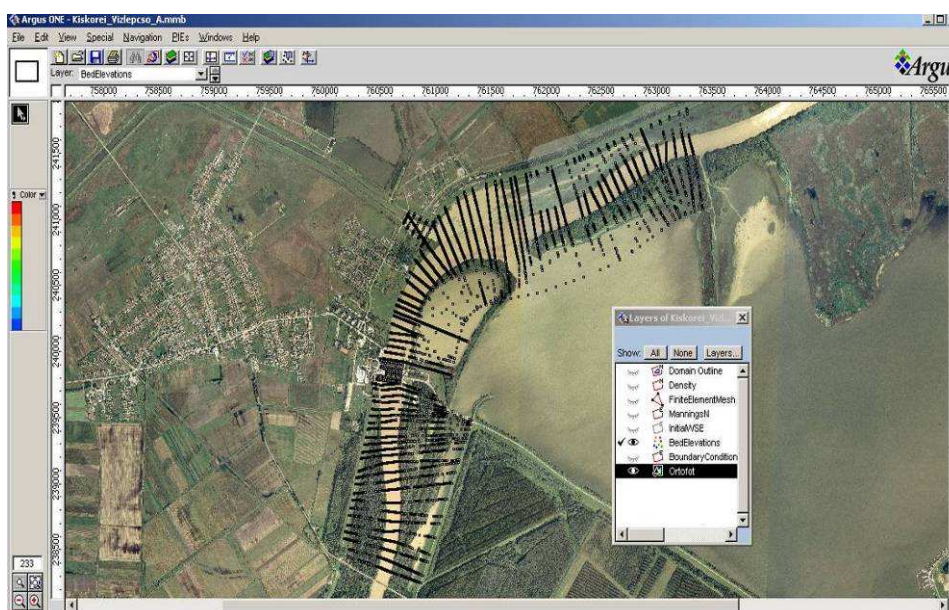 Argus ONE - Kiskorei_Vizlepcso_A.mmb
File Edit View Special Navigation PIEs Windows Help
Layer: BedElevations
Argu
758000 758500 759000 759500 760000 760500 761000 761500 762000 762500 763000 763500 764000 764500 765000 765500
241500
241000
240500
240000
239500
239000
238500
Color
233
Layers of Kiskorei_Vizl...
Show: All None Layers...
Domain Outline
Density
FiniteElementMesh
ManningsN
InitialWSE
BedElevations
BoundaryCondition
Ortofot